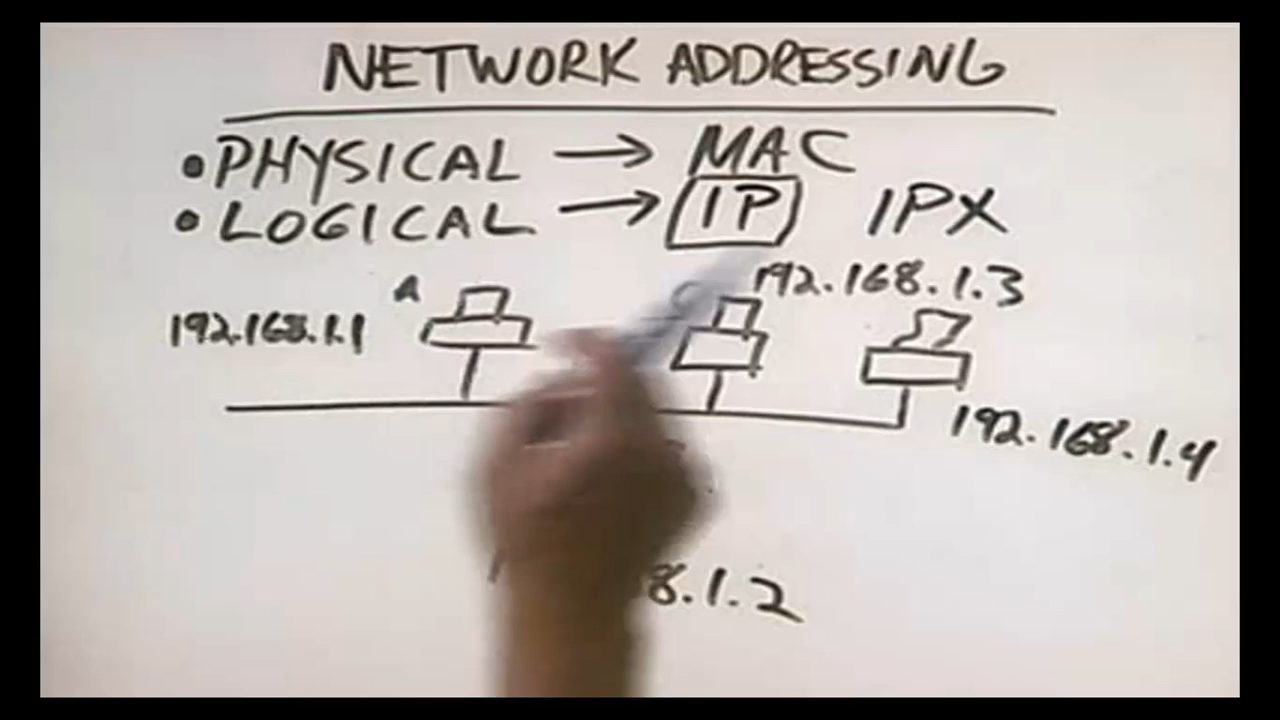 NETWORK ADDRESSING
• PHYSICAL → MAC
• LOGICAL → IP IPX
A
192.168.1.1
C 192.168.1.3
192.168.1.4
8.1.2